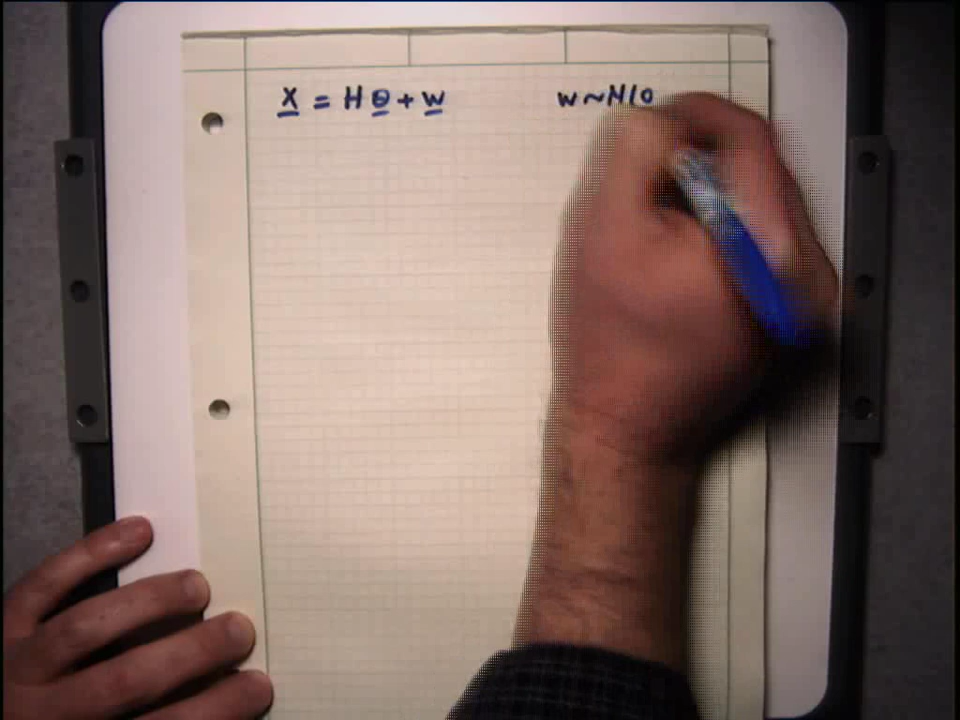 x = Hθ + w w ~ N(0